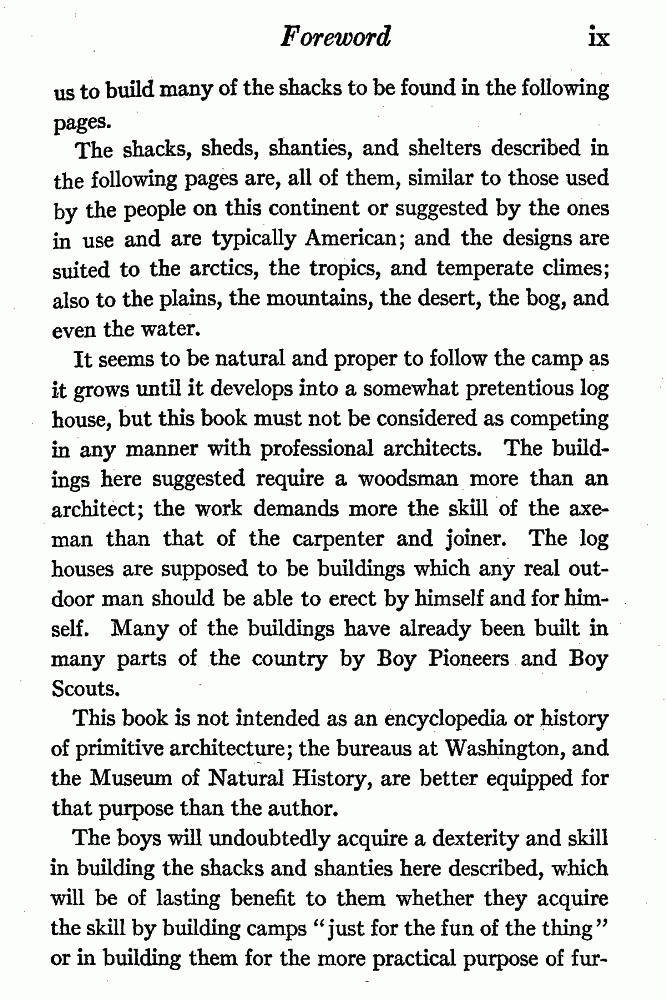 Foreword ix
us to build many of the shacks to be found in the following
pages.
The shacks, sheds, shanties, and shelters described in
the following pages are, all of them, similar to those used
by the people on this continent or suggested by the ones
in use and are typically American; and the designs are
suited to the arctics, the tropics, and temperate climes;
also to the plains, the mountains, the desert, the bog, and
even the water.
It seems to be natural and proper to follow the camp as
it grows until it develops into a somewhat pretentious log
house, but this book must not be considered as competing
in any manner with professional architects. The build-
ings here suggested require a woodsman more than an
architect; the work demands more the skill of the axe-
man than that of the carpenter and joiner. The log
houses are supposed to be buildings which any real out-
door man should be able to erect by himself and for him-
self. Many of the buildings have already been built in
many parts of the country by Boy Pioneers and Boy
Scouts.
This book is not intended as an encyclopedia or history
of primitive architecture; the bureaus at Washington, and
the Museum of Natural History, are better equipped for
that purpose than the author.
The boys will undoubtedly acquire a dexterity and skill
in building the shacks and shanties here described, which
will be of lasting benefit to them whether they acquire
the skill by building camps "just for the fun of the thing"
or in building them for the more practical purpose of fur-